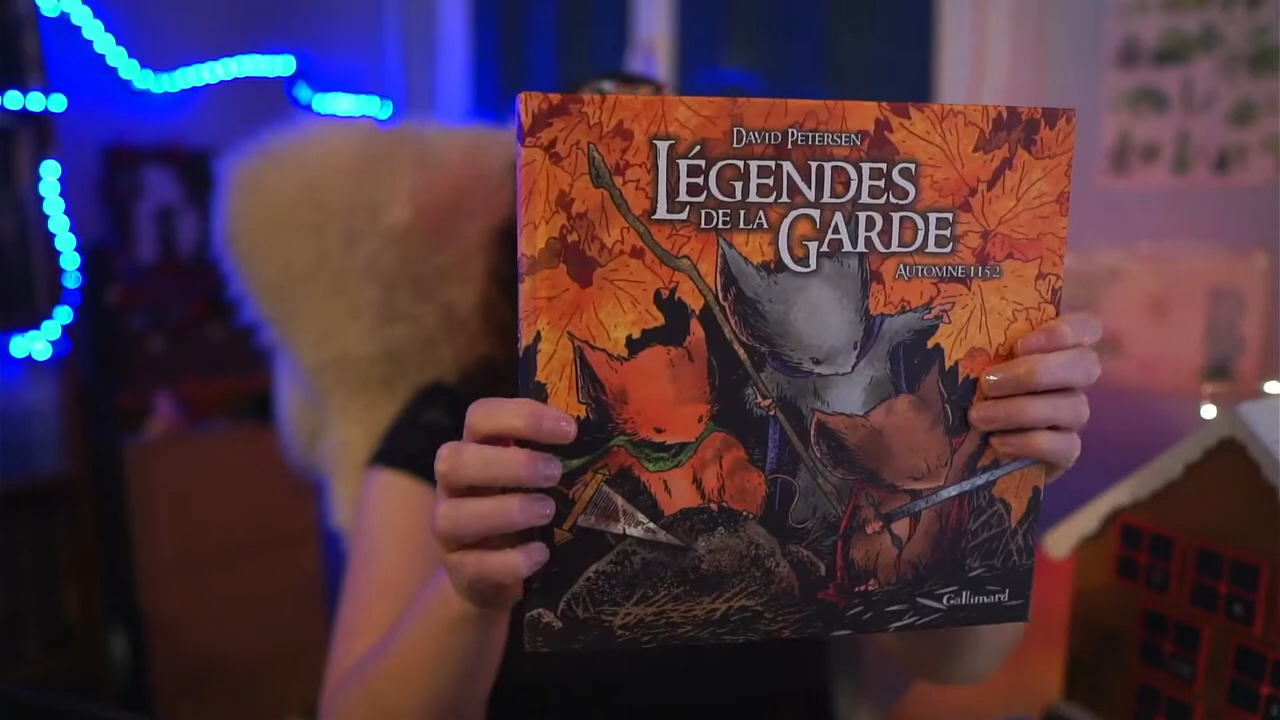 DAVID PETERSEN
LÉGENDES
DE LA GARDE
AUTOMNE 1152
Gallimard